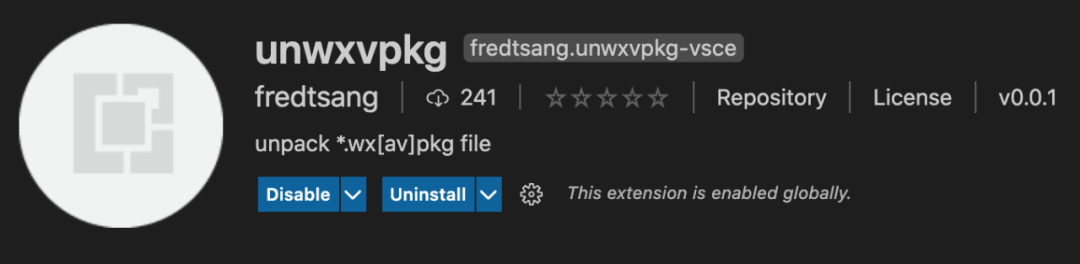 unwxvpkg fredtsang.unwxvpkg-vsce
fredtsang 241 Repository License v0.0.1
unpack *.wx[av]pkg file
Disable Uninstall This extension is enabled globally.